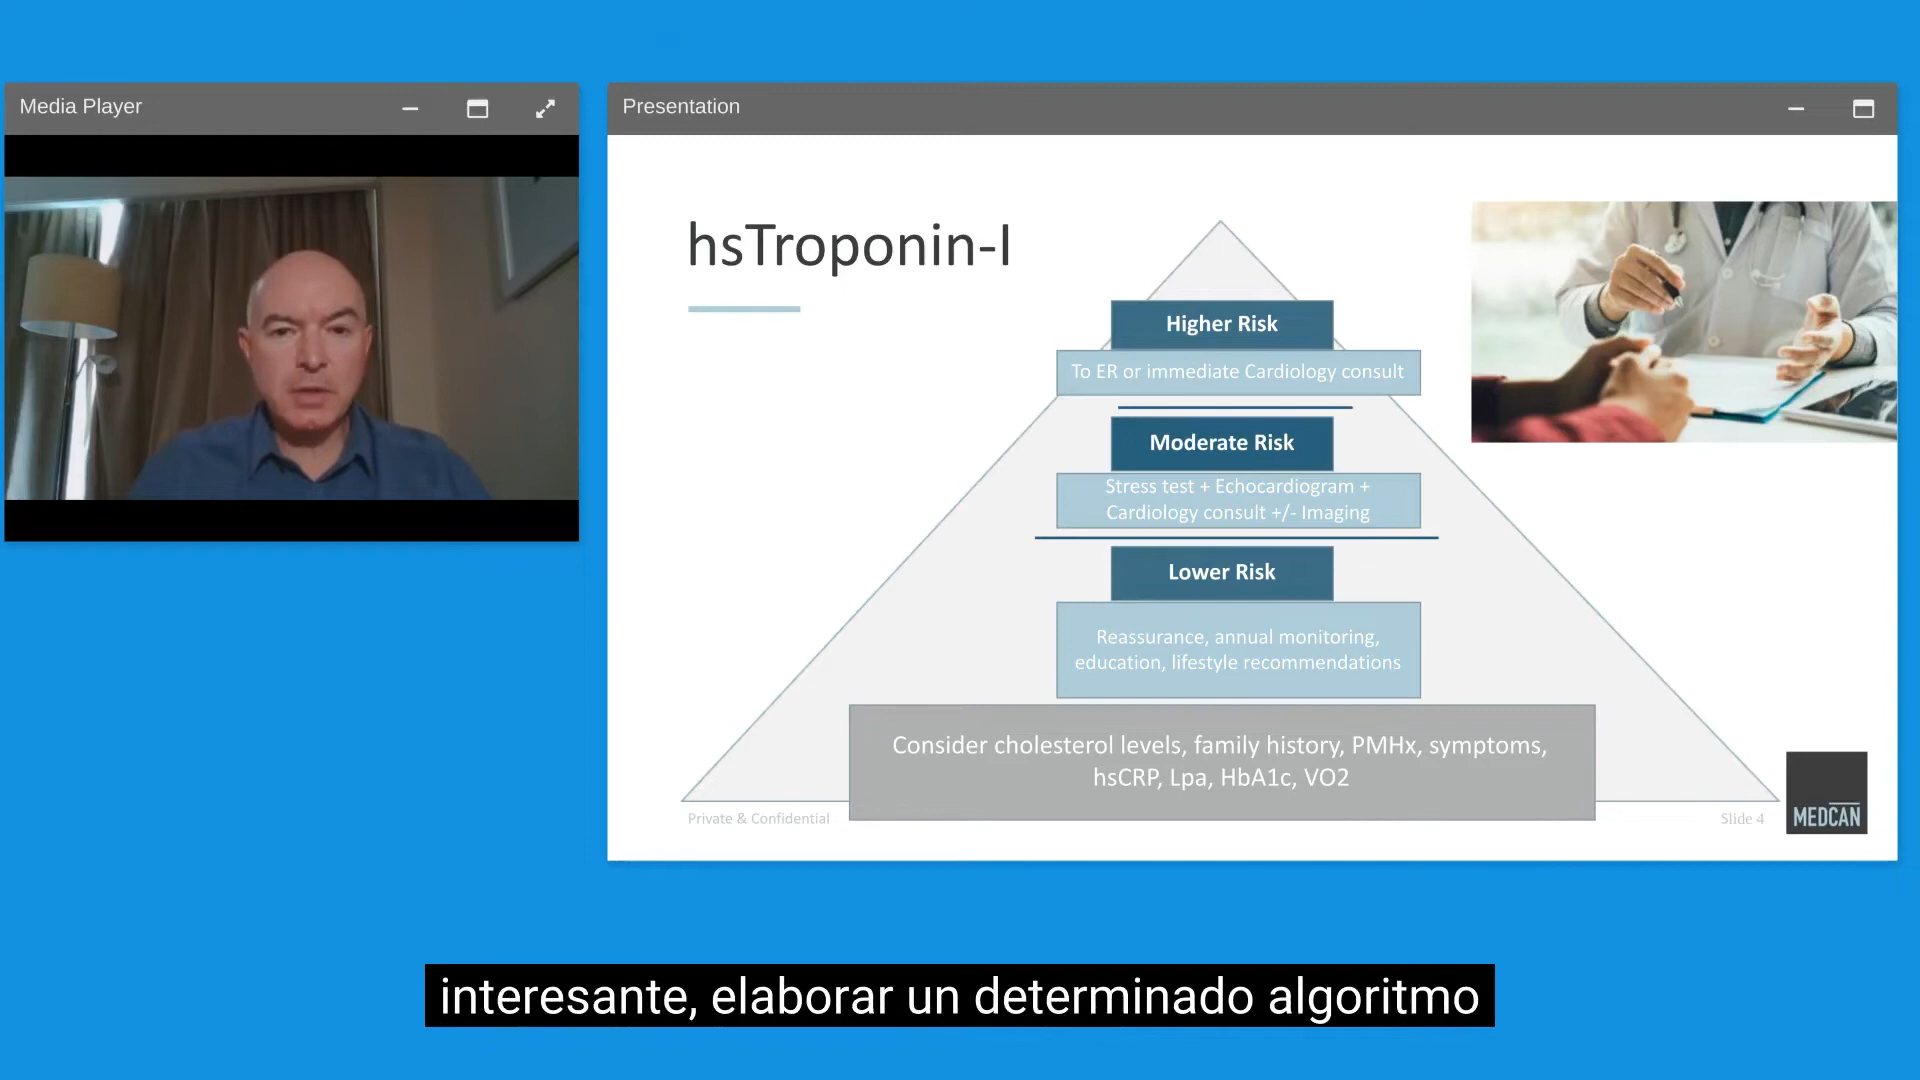 Media Player
Presentation
hsTroponin-I
Higher Risk
To ER or immediate Cardiology consult
Moderate Risk
Stress test + Echocardiogram +
Cardiology consult +/- Imaging
Lower Risk
Reassurance, annual monitoring,
education, lifestyle recommendations
Consider cholesterol levels, family history, PMHx, symptoms,
hsCRP, Lpa, HbA1c, VO2
Private & Confidential
Slide 4
MEDCAN
interesante, elaborar un determinado algoritmo